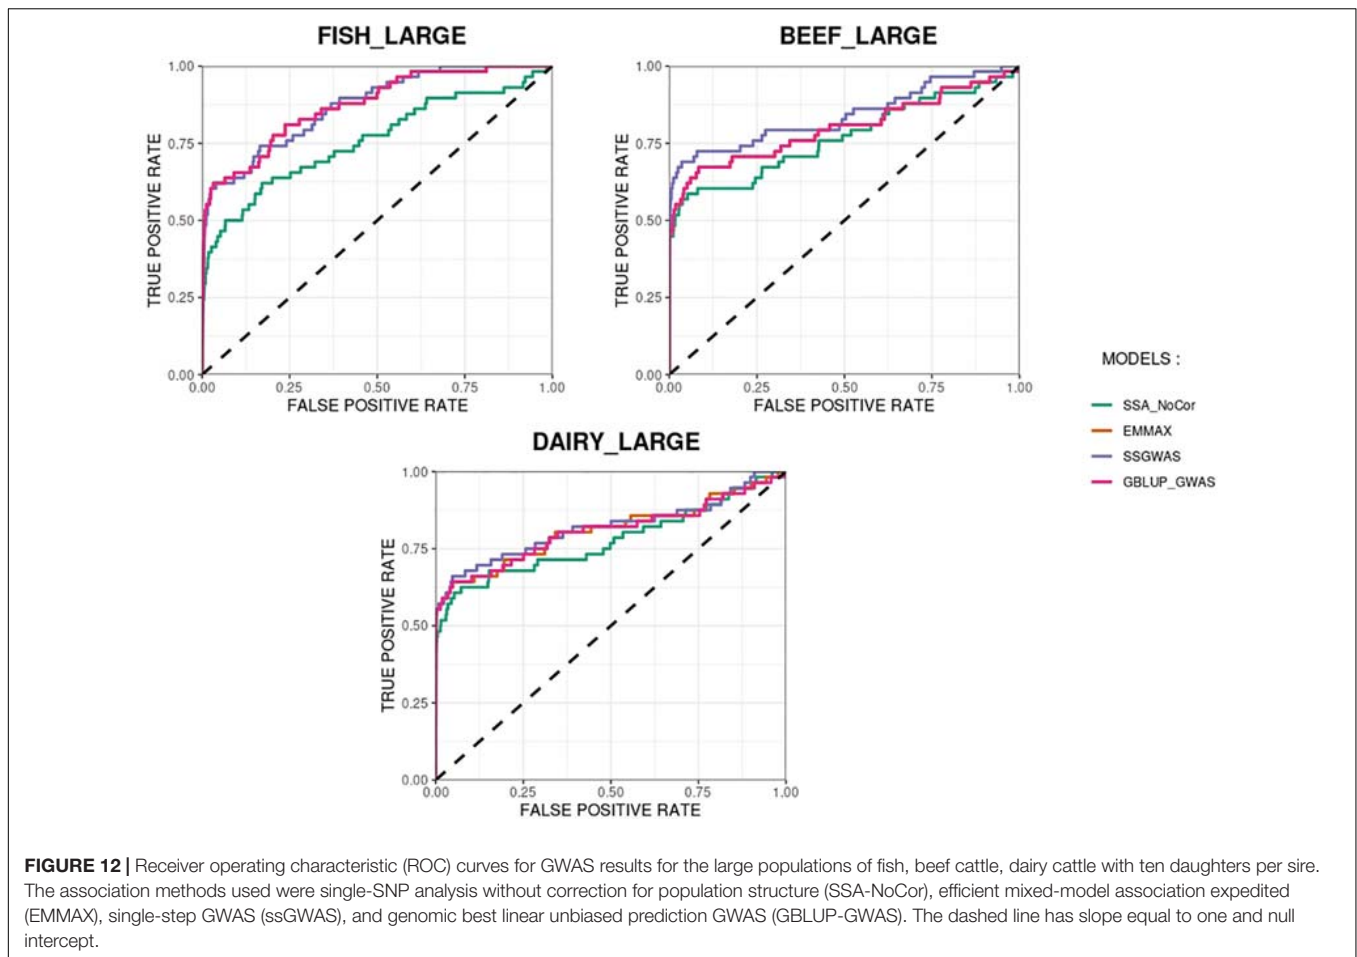 FISH_LARGE
1.00
0.75
0.50
0.25
0.00
TRUE POSITIVE RATE
0.00 0.25 0.50 0.75 1.00
FALSE POSITIVE RATE
BEEF_LARGE
1.00
0.75
0.50
0.25
0.00
TRUE POSITIVE RATE
0.00 0.25 0.50 0.75 1.00
FALSE POSITIVE RATE
MODELS :
SSA_NoCor
EMMAX
SSGWAS
GBLUP_GWAS
DAIRY_LARGE
1.00
0.75
0.50
0.25
0.00
TRUE POSITIVE RATE
0.00 0.25 0.50 0.75 1.00
FALSE POSITIVE RATE
FIGURE 12 | Receiver operating characteristic (ROC) curves for GWAS results for the large populations of fish, beef cattle, dairy cattle with ten daughters per sire.
The association methods used were single-SNP analysis without correction for population structure (SSA-NoCor), efficient mixed-model association expedited
(EMMAX), single-step GWAS (ssGWAS), and genomic best linear unbiased prediction GWAS (GBLUP-GWAS). The dashed line has slope equal to one and null
intercept.